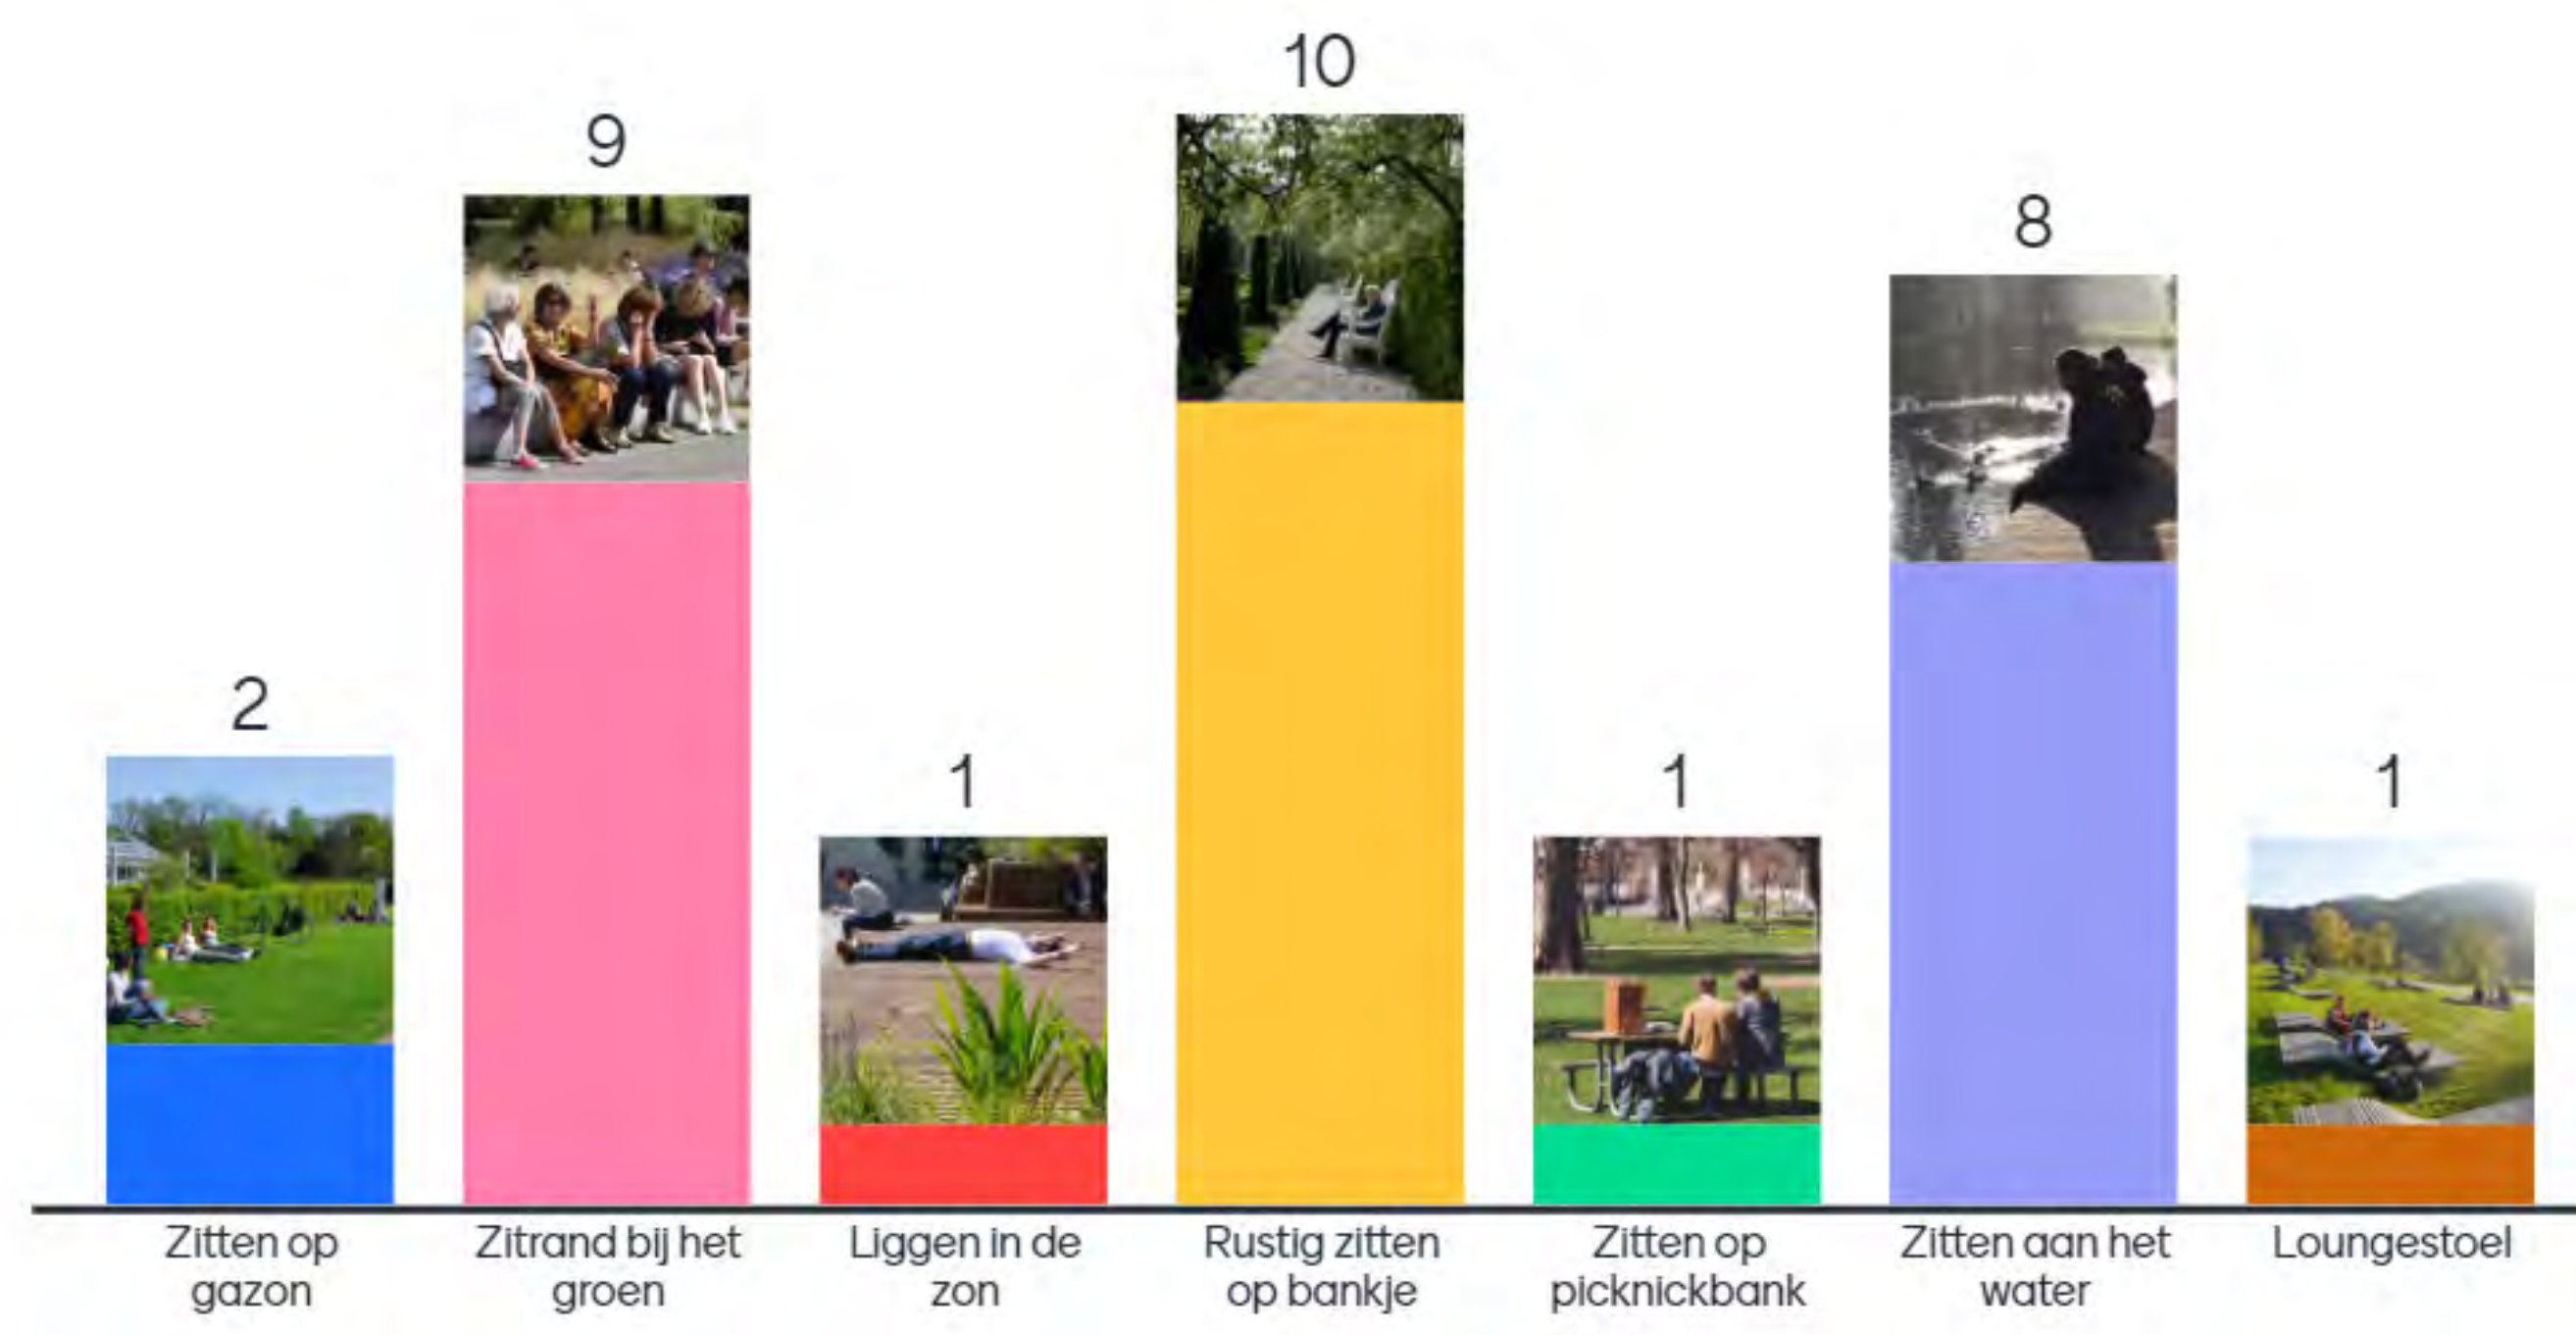 10
9
8
2
1
1
1
Zitten op
gazon
Zitrand bij het
groen
Liggen in de
zon
Rustig zitten
op bankje
Zitten op
picknickbank
Zitten aan het
water
Loungestoel